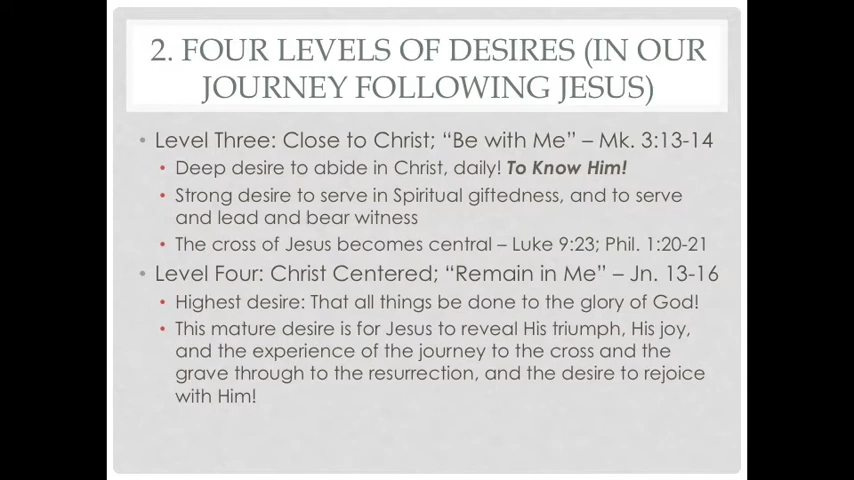 2. FOUR LEVELS OF DESIRES (IN OUR
JOURNEY FOLLOWING JESUS)
• Level Three: Close to Christ; “Be with Me” – Mk. 3:13-14
• Deep desire to abide in Christ, daily! To Know Him!
• Strong desire to serve in Spiritual giftedness, and to serve
and lead and bear witness
• The cross of Jesus becomes central – Luke 9:23; Phil. 1:20-21
• Level Four: Christ Centered; “Remain in Me” – Jn. 13-16
• Highest desire: That all things be done to the glory of God!
• This mature desire is for Jesus to reveal His triumph, His joy,
and the experience of the journey to the cross and the
grave through to the resurrection, and the desire to rejoice
with Him!